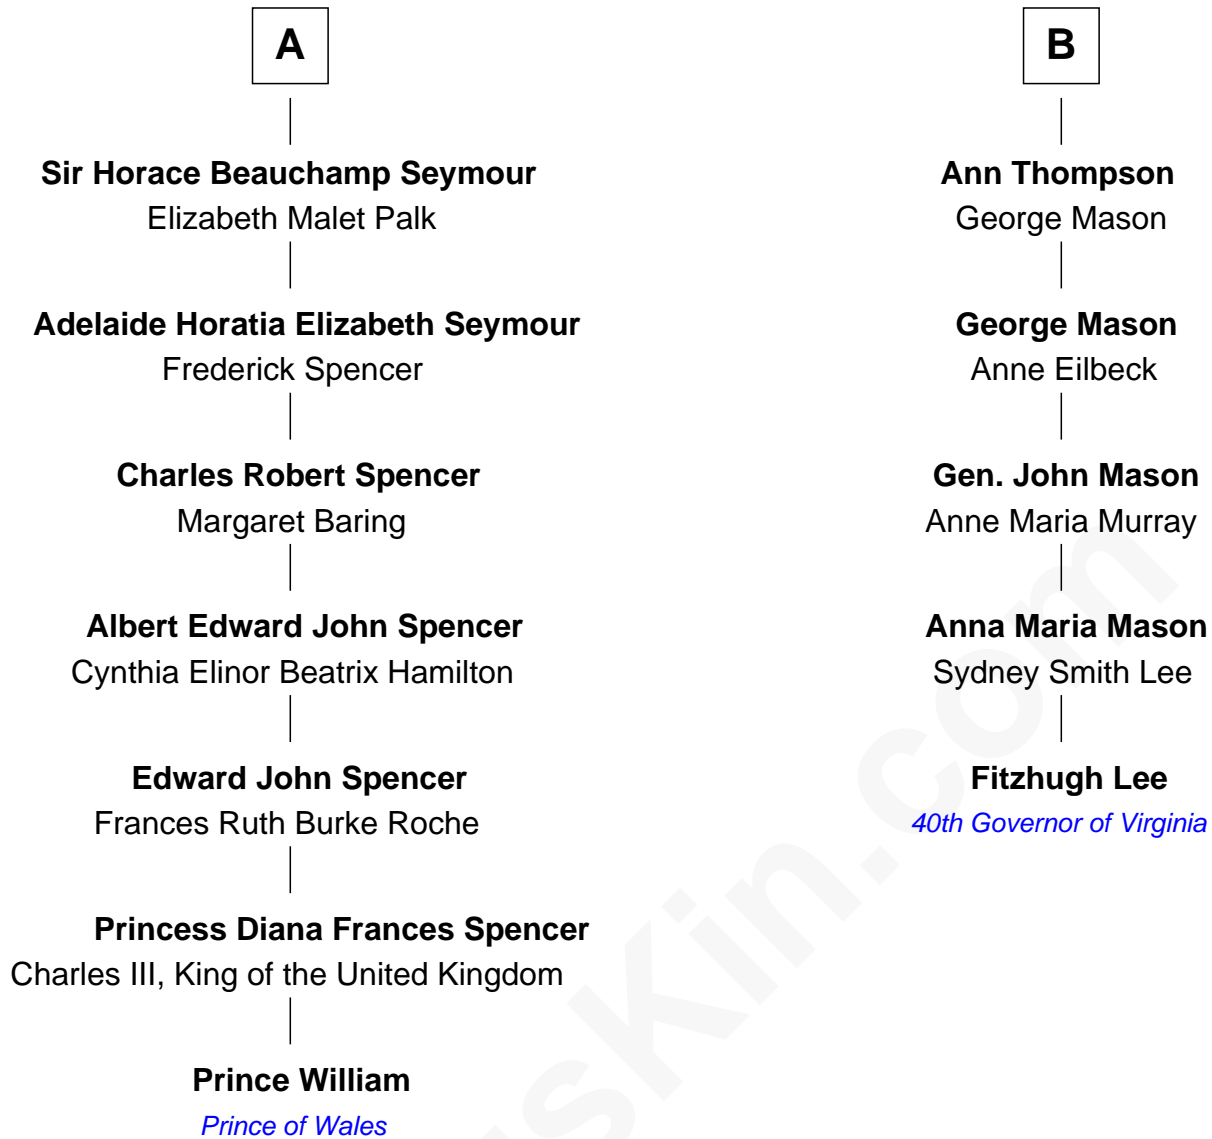 A
Sir Horace Beauchamp Seymour
Elizabeth Malet Palk
Adelaide Horatia Elizabeth Seymour
Frederick Spencer
Charles Robert Spencer
Margaret Baring
Albert Edward John Spencer
Cynthia Elinor Beatrix Hamilton
Edward John Spencer
Frances Ruth Burke Roche
Princess Diana Frances Spencer
Charles III, King of the United Kingdom
Prince William
Prince of Wales
B
Ann Thompson
George Mason
George Mason
Anne Eilbeck
Gen. John Mason
Anne Maria Murray
Anna Maria Mason
Sydney Smith Lee
Fitzhugh Lee
40th Governor of Virginia